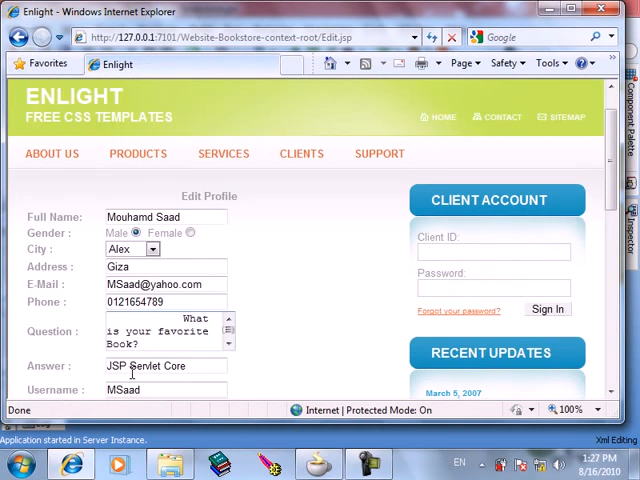 Enlight - Windows Internet Explorer
http://127.0.0.1:7101/Website-Bookstore-context-root/Edit.jsp
Google
Favorites
Enlight
Page
Safety
Tools
ENLIGHT
FREE CSS TEMPLATES
HOME
CONTACT
SITEMAP
ABOUT US
PRODUCTS
SERVICES
CLIENTS
SUPPORT
Edit Profile
Full Name: Mouhamd Saad
Gender : Male Female
City : Alex
Address : Giza
E-Mail : MSaad@yahoo.com
Phone : 0121654789
Question : What
is your favorite
Book?
Answer : JSP Servlet Core
Username : MSaad
CLIENT ACCOUNT
Client ID:
Password:
Forgot your password?
Sign In
RECENT UPDATES
March 5, 2007
Component Palette
Inspector
Done
Internet | Protected Mode: On
100%
Application started in Server Instance.
Xml Editing
EN
1:27 PM
8/16/2010